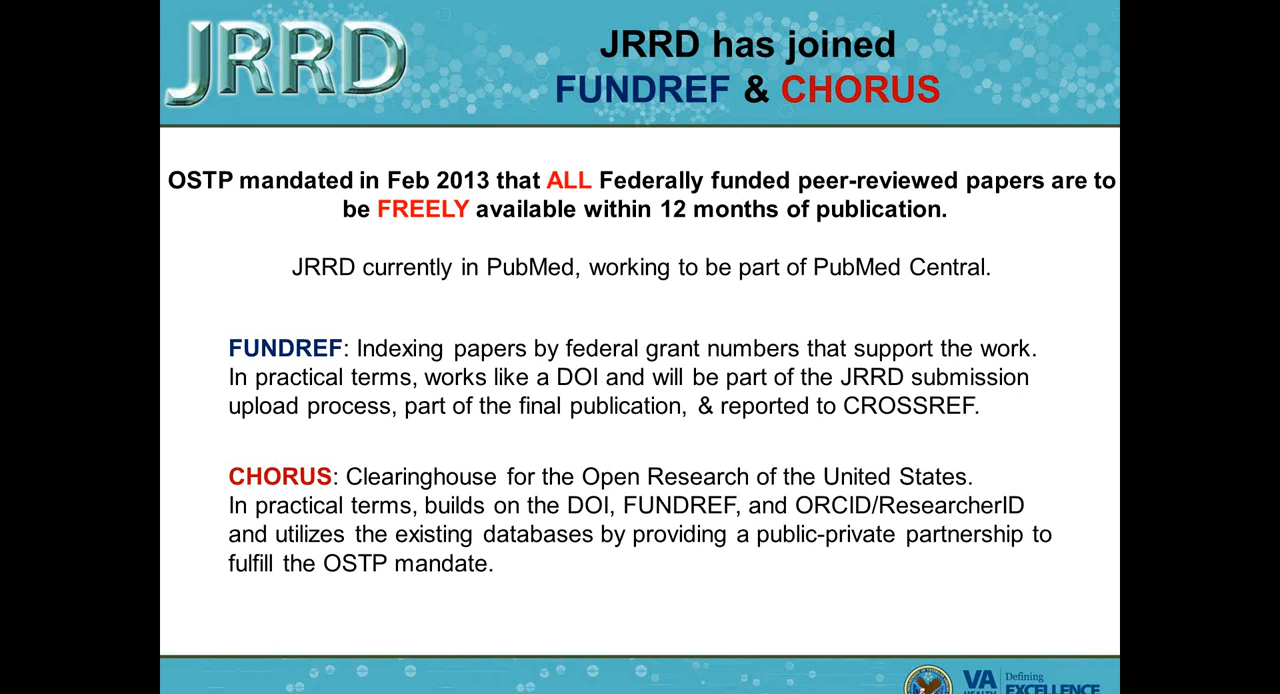 JRRD
JRRD has joined
FUNDREF & CHORUS
OSTP mandated in Feb 2013 that ALL Federally funded peer-reviewed papers are to
be FREELY available within 12 months of publication.
JRRD currently in PubMed, working to be part of PubMed Central.
FUNDREF: Indexing papers by federal grant numbers that support the work.
In practical terms, works like a DOI and will be part of the JRRD submission
upload process, part of the final publication, & reported to CROSSREF.
CHORUS: Clearinghouse for the Open Research of the United States.
In practical terms, builds on the DOI, FUNDREF, and ORCID/ResearcherID
and utilizes the existing databases by providing a public-private partnership to
fulfill the OSTP mandate.
VA
HEALTH
Defining
EXCELLENCE